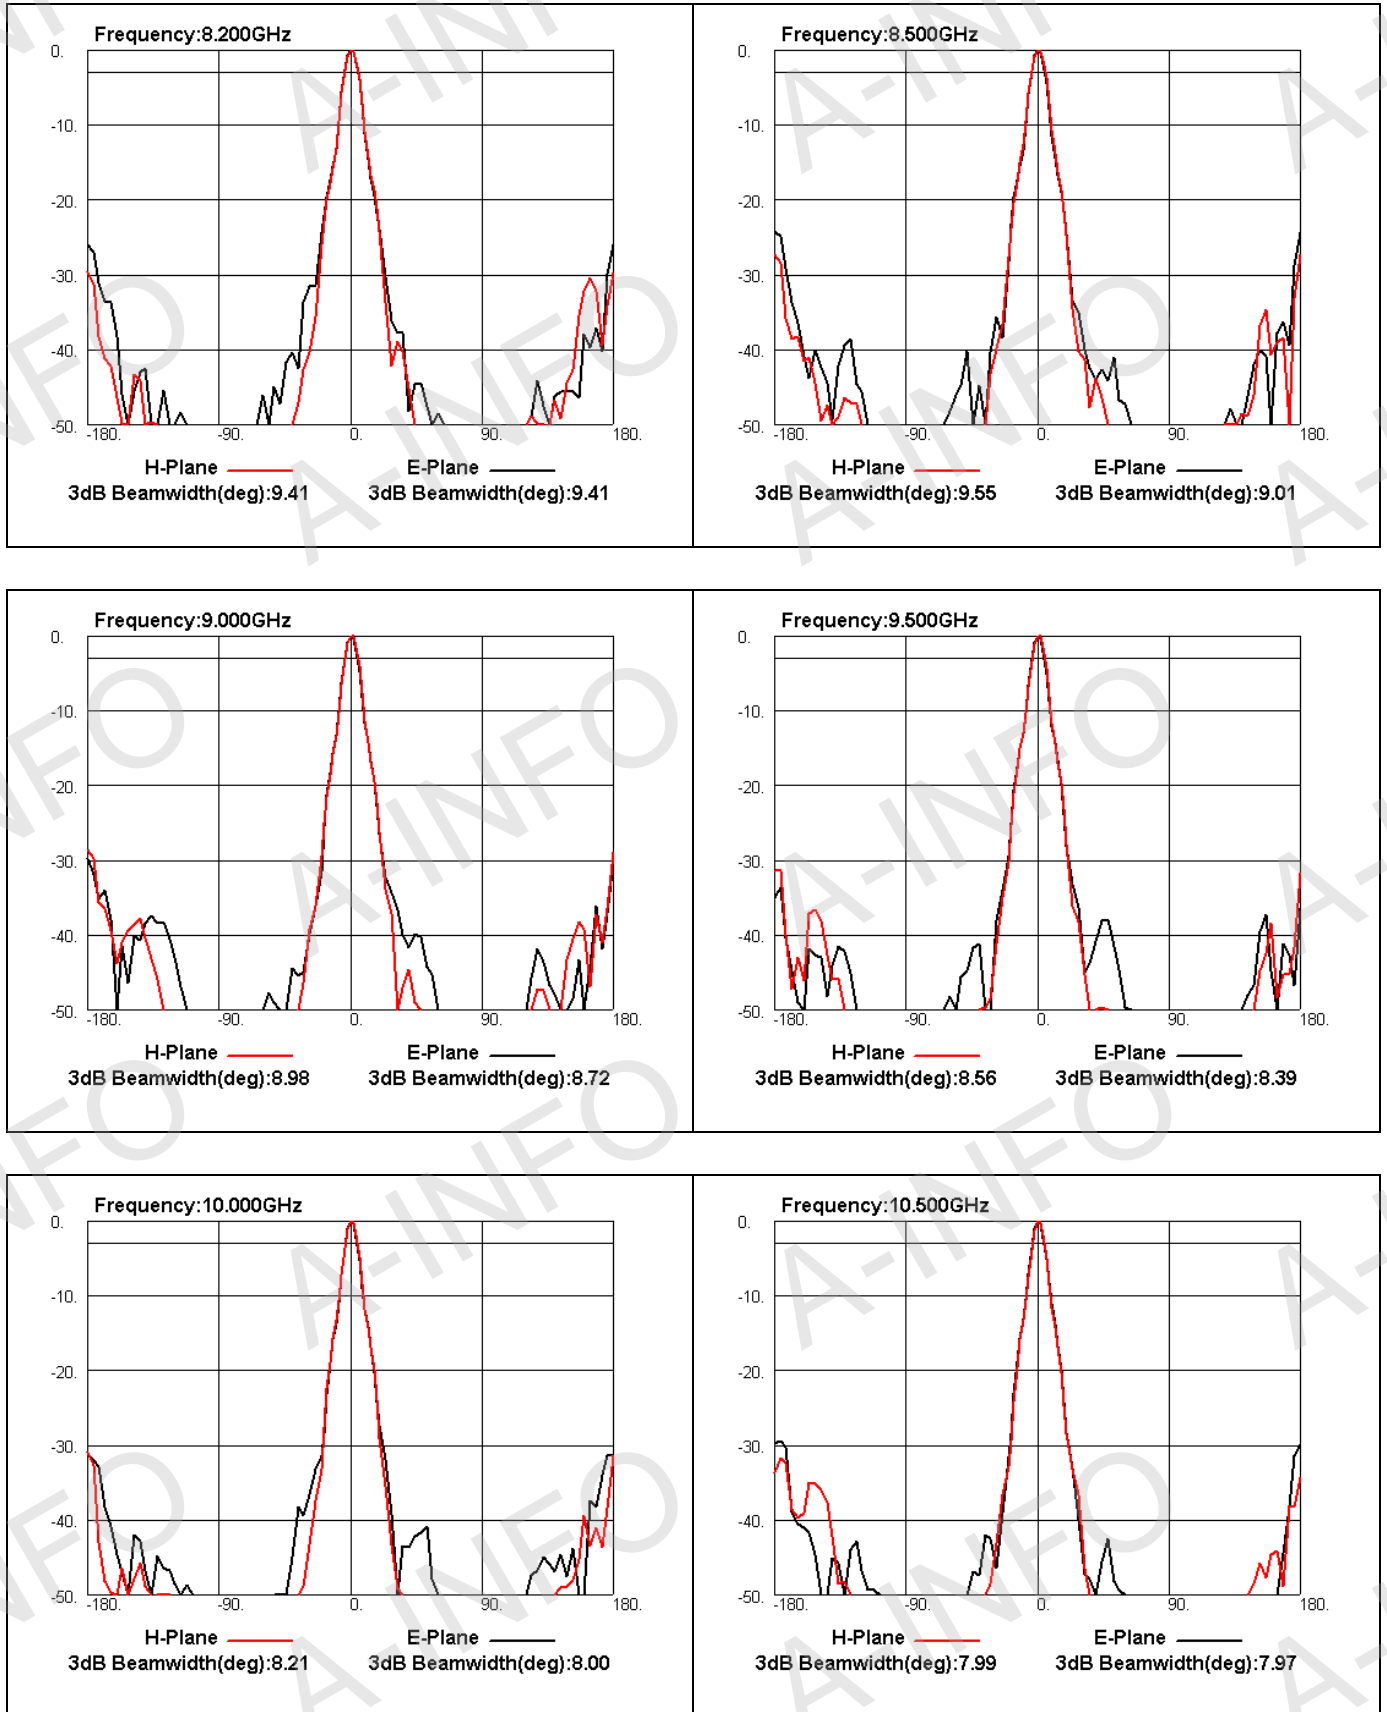 Frequency:8.200GHz
0.
-10.
-20.
-30.
-40.
-50.
-180.
-90.
0.
90.
180.
H-Plane
E-Plane
3dB Beamwidth(deg):9.41
3dB Beamwidth(deg):9.41
Frequency:8.500GHz
0.
-10.
-20.
-30.
-40.
-50.
-180.
-90.
0.
90.
180.
H-Plane
E-Plane
3dB Beamwidth(deg):9.55
3dB Beamwidth(deg):9.01
Frequency:9.000GHz
0.
-10.
-20.
-30.
-40.
-50.
-180.
-90.
0.
90.
180.
H-Plane
E-Plane
3dB Beamwidth(deg):8.98
3dB Beamwidth(deg):8.72
Frequency:9.500GHz
0.
-10.
-20.
-30.
-40.
-50.
-180.
-90.
0.
90.
180.
H-Plane
E-Plane
3dB Beamwidth(deg):8.56
3dB Beamwidth(deg):8.39
Frequency:10.000GHz
0.
-10.
-20.
-30.
-40.
-50.
-180.
-90.
0.
90.
180.
H-Plane
E-Plane
3dB Beamwidth(deg):8.21
3dB Beamwidth(deg):8.00
Frequency:10.500GHz
0.
-10.
-20.
-30.
-40.
-50.
-180.
-90.
0.
90.
180.
H-Plane
E-Plane
3dB Beamwidth(deg):7.99
3dB Beamwidth(deg):7.97
A-INFO
A-INFO
A-INFO
A-INFO
A-INFO
A-INFO
A-INFO
A-INFO